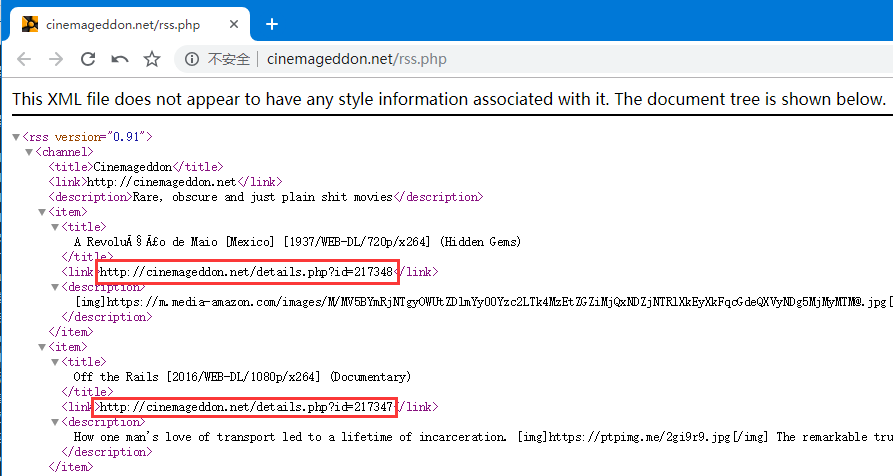 cinemageddon.net/rss.php
不安全 cinemageddon.net/rss.php
This XML file does not appear to have any style information associated with it. The document tree is shown below.
<rss version="0.91">
<channel>
<title>Cinemageddon</title>
<link>http://cinemageddon.net</link>
<description>Rare, obscure and just plain shit movies</description>
<item>
<title>
A RevoluÃ§Ã£o de Maio [Mexico] [1937/WEB-DL/720p/x264] (Hidden Gems)
</title>
<link>http://cinemageddon.net/details.php?id=217348</link>
<description>
[img]https://m.media-amazon.com/images/M/MV5BYmRjNTgyOWUtZDlmYy00Yzc2LTk4MzEtZGZiMjQxNDZjNTRlXkEyXkFqcGdeQXVyNDg5MjMyMTM@.jpg[
</description>
</item>
<item>
<title>
Off the Rails [2016/WEB-DL/1080p/x264] (Documentary)
</title>
<link>http://cinemageddon.net/details.php?id=217347</link>
<description>
How one man's love of transport led to a lifetime of incarceration. [img]https://ptpimg.me/2gi9r9.jpg[/img] The remarkable tru
</description>
</item>